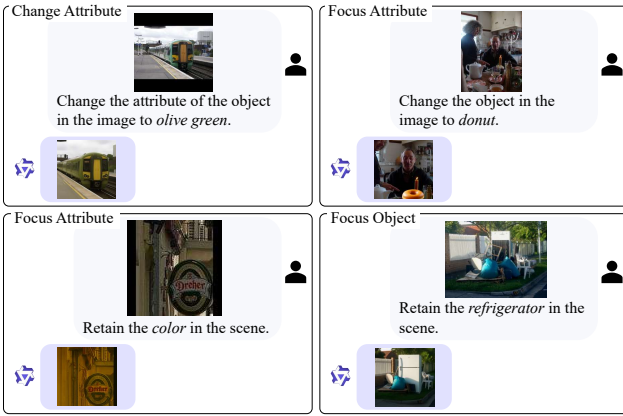 Change Attribute
Change the attribute of the object
in the image to olive green.
Focus Attribute
Change the object in the
image to donut.
Focus Attribute
Dreher
Retain the color in the scene.
Dreher
Focus Object
Retain the refrigerator in the
scene.